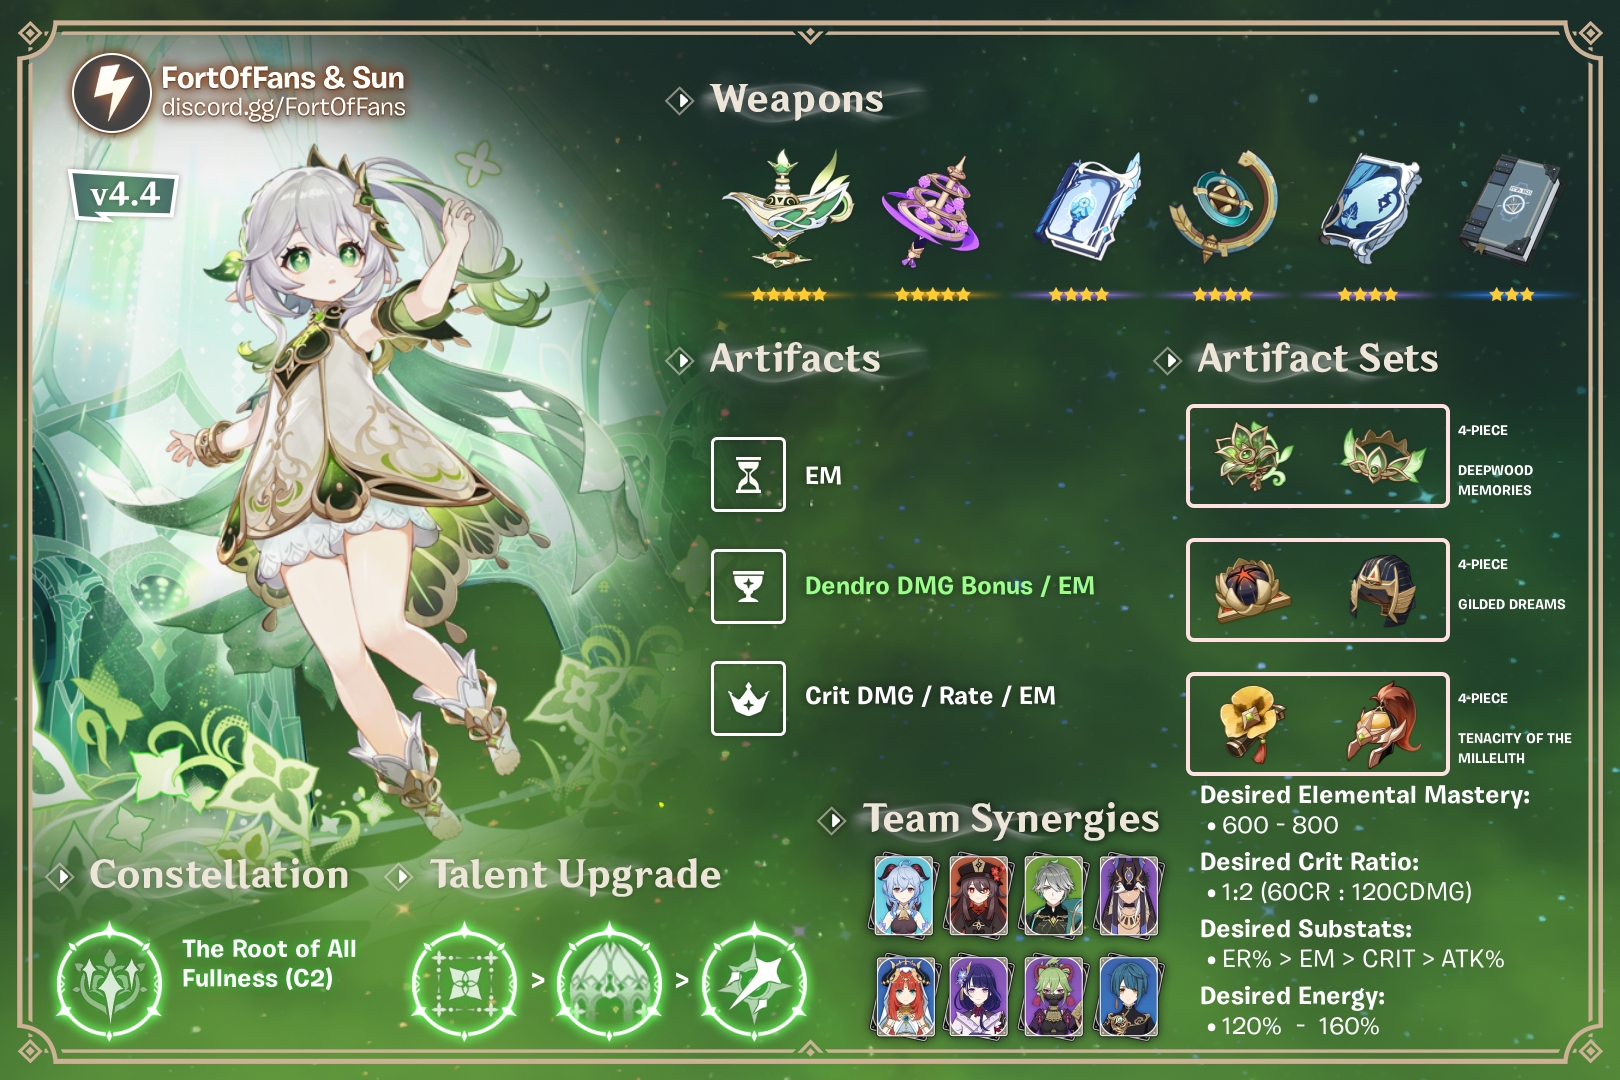 FortOfFans & Sun
discord.gg/FortOfFans
v4.4
Weapons
Artifacts
EM
Dendro DMG Bonus / EM
Crit DMG / Rate / EM
Artifact Sets
4-PIECE
DEEPWOOD
MEMORIES
4-PIECE
GILDED DREAMS
4-PIECE
TENACITY OF THE
MILLELITH
Desired Elemental Mastery:
• 600 - 800
Desired Crit Ratio:
• 1:2 (60CR : 120CDMG)
Desired Substats:
• ER% > EM > CRIT > ATK%
Desired Energy:
• 120% - 160%
Team Synergies
Constellation
The Root of All
Fullness (C2)
Talent Upgrade
> >